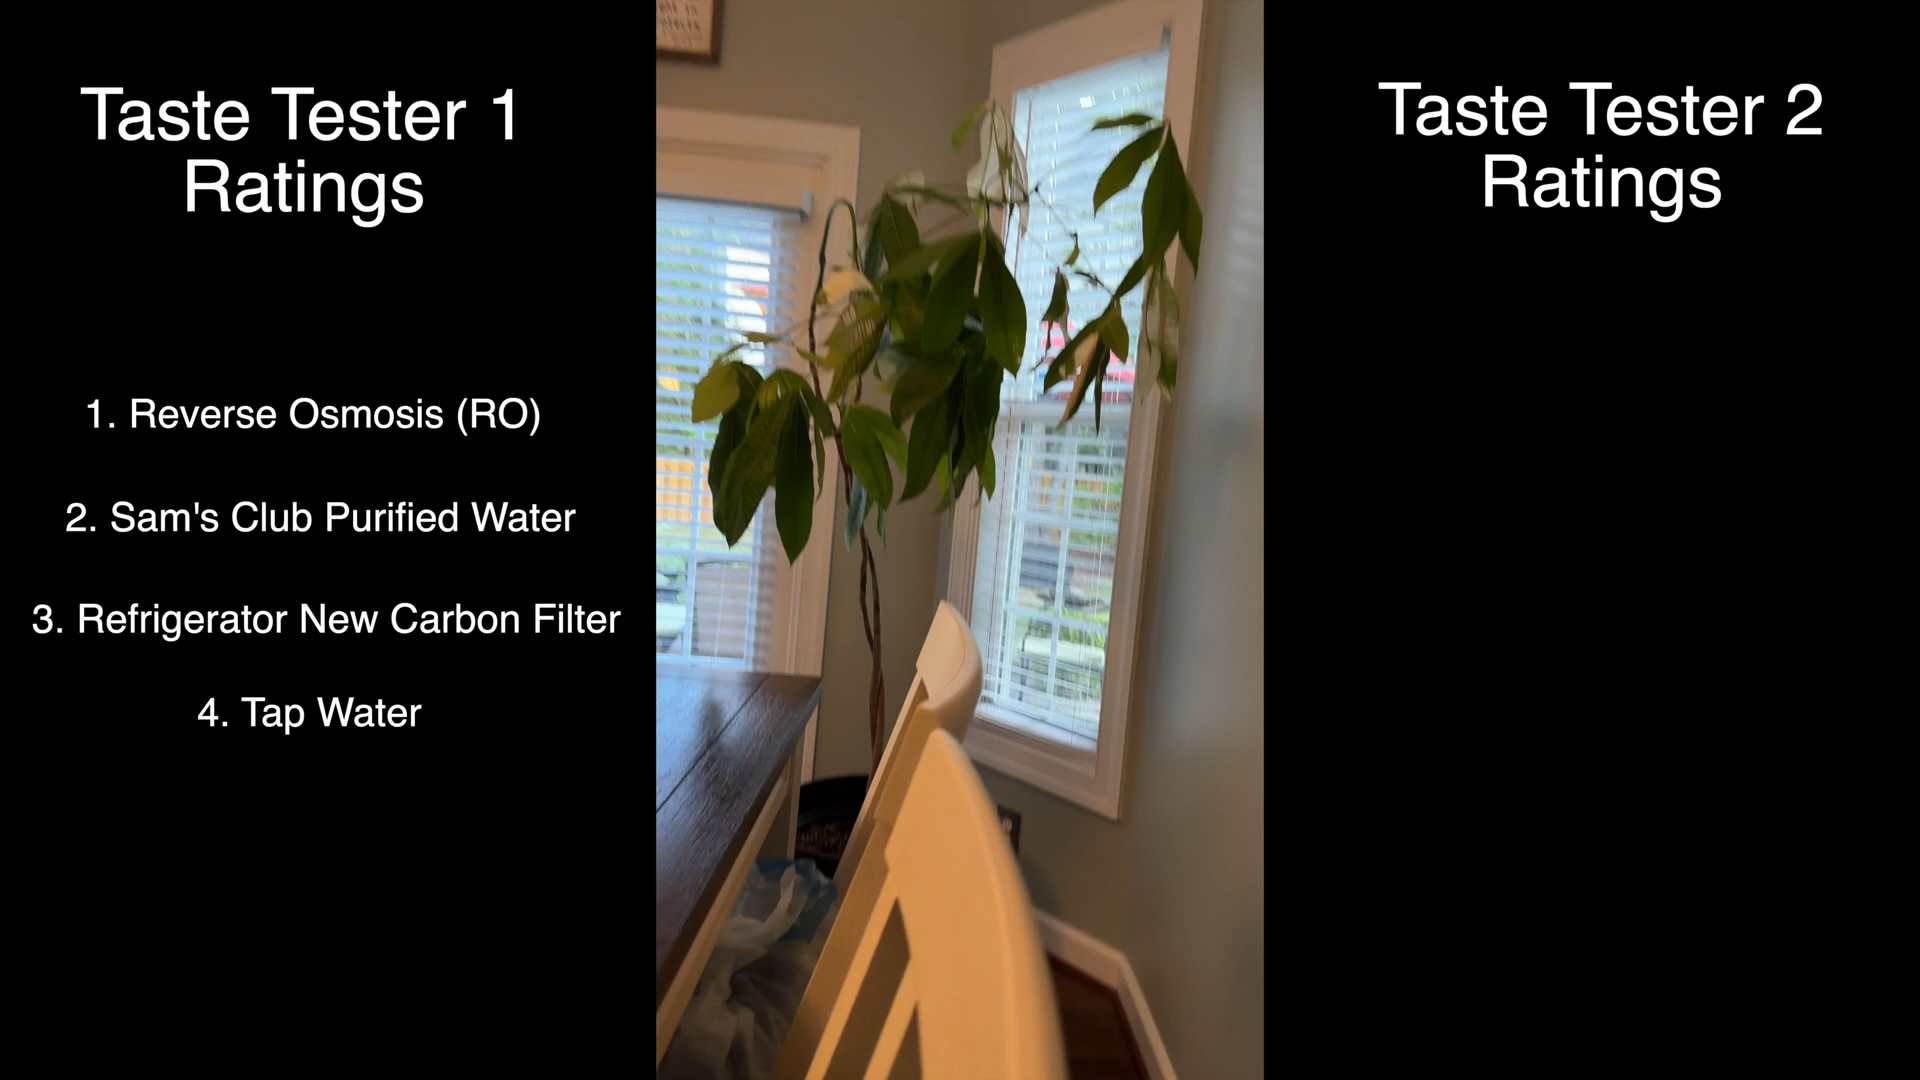 Taste Tester 1
Ratings
1. Reverse Osmosis (RO)
2. Sam's Club Purified Water
3. Refrigerator New Carbon Filter
4. Tap Water
Taste Tester 2
Ratings